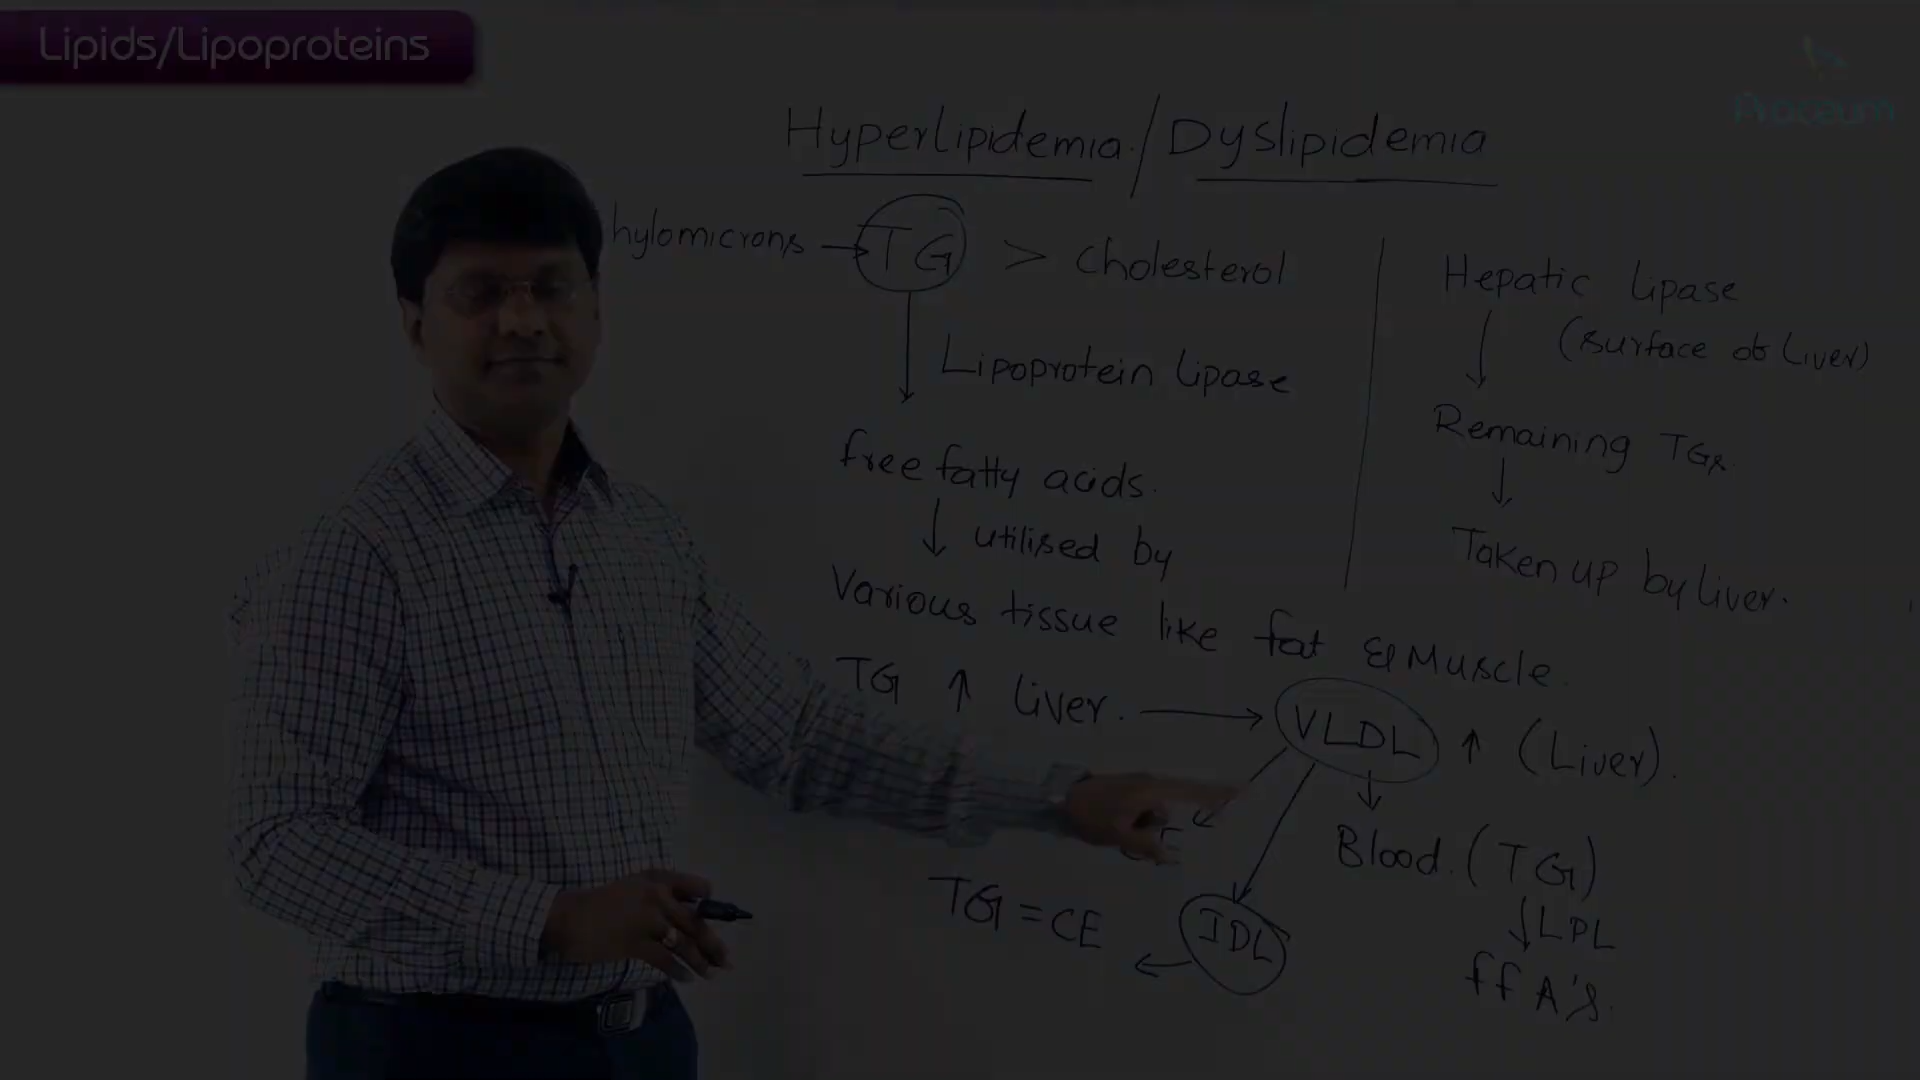 Lipids/Lipoproteins
Hyperlipidemia / Dyslipidemia
hylomicrons → TG > Cholesterol
Lipoprotein lipase
free fatty acids.
utilised by
Various tissue like fat & Muscle.
TG ↑ Liver. → VLDL ↑ (Liver).
Blood. (TG)
LPL
ffA's.
IDL
TG = CE
Hepatic lipase
(surface of Liver)
Remaining TGs
Taken up by liver.